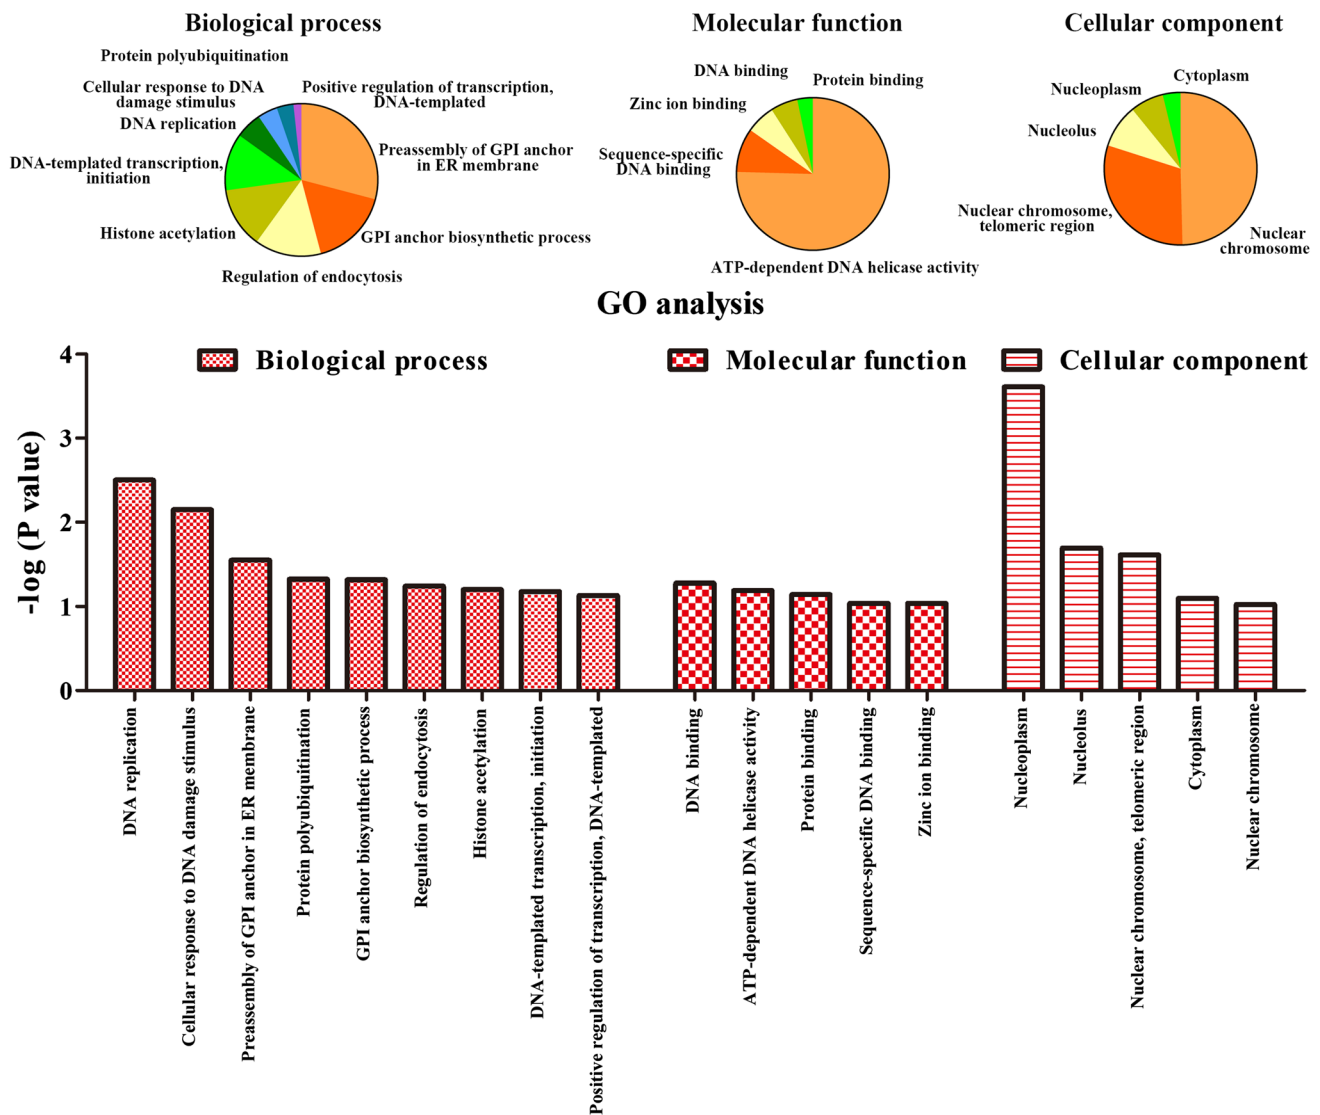 Biological process
Molecular function
Cellular component
Protein polyubiquitination
Cellular response to DNA
damage stimulus
DNA replication
DNA-templated transcription,
initiation
Histone acetylation
Regulation of endocytosis
Positive regulation of transcription,
DNA-templated
Preassembly of GPI anchor
in ER membrane
GPI anchor biosynthetic process
DNA binding
Protein binding
Zinc ion binding
Sequence-specific
DNA binding
ATP-dependent DNA helicase activity
Cytoplasm
Nucleoplasm
Nucleolus
Nuclear chromosome,
telomeric region
Nuclear
chromosome
GO analysis
Biological process
Molecular function
Cellular component
-log (P value)
4
3
2
1
0
DNA replication
Cellular response to DNA damage stimulus
Preassembly of GPI anchor in ER membrane
Protein polyubiquitination
GPI anchor biosynthetic process
Regulation of endocytosis
Histone acetylation
DNA-templated transcription, initiation
Positive regulation of transcription, DNA-templated
DNA binding
ATP-dependent DNA helicase activity
Protein binding
Sequence-specific DNA binding
Zinc ion binding
Nucleoplasm
Nucleolus
Nuclear chromosome, telomeric region
Cytoplasm
Nuclear chromosome